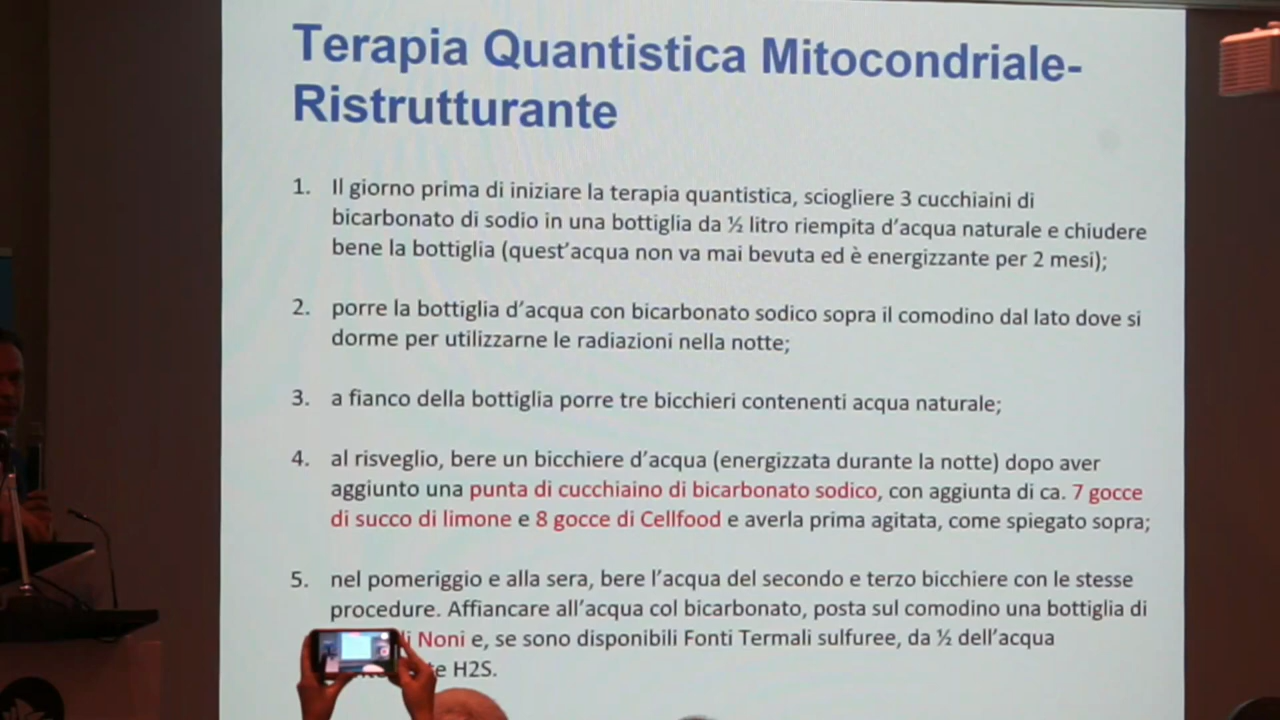 Terapia Quantistica Mitocondriale-
Ristrutturante
1. Il giorno prima di iniziare la terapia quantistica, sciogliere 3 cucchiaini di
bicarbonato di sodio in una bottiglia da ½ litro riempita d'acqua naturale e chiudere
bene la bottiglia (quest'acqua non va mai bevuta ed è energizzante per 2 mesi);
2. porre la bottiglia d'acqua con bicarbonato sodico sopra il comodino dal lato dove si
dorme per utilizzarne le radiazioni nella notte;
3. a fianco della bottiglia porre tre bicchieri contenenti acqua naturale;
4. al risveglio, bere un bicchiere d'acqua (energizzata durante la notte) dopo aver
aggiunto una punta di cucchiaino di bicarbonato sodico, con aggiunta di ca. 7 gocce
di succo di limone e 8 gocce di Cellfood e averla prima agitata, come spiegato sopra;
5. nel pomeriggio e alla sera, bere l'acqua del secondo e terzo bicchiere con le stesse
procedure. Affiancare all'acqua col bicarbonato, posta sul comodino una bottiglia di
Noni e, se sono disponibili Fonti Termali sulfuree, da ½ dell'acqua
H2S.